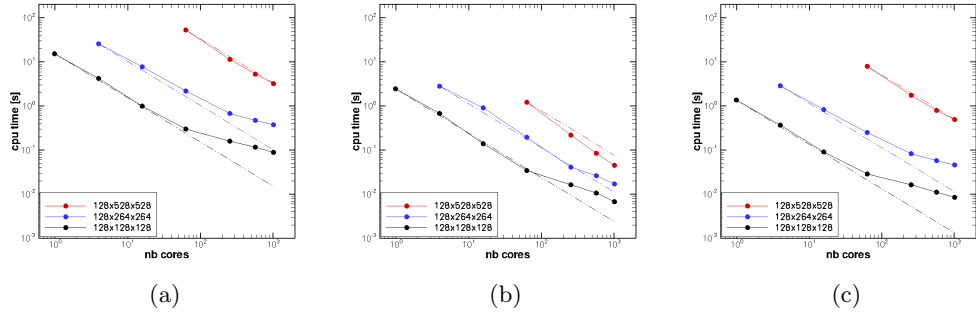 cpu time [s]
10²
10¹
10⁰
10⁻¹
10⁻²
10⁻³
128x528x528
128x264x264
128x128x128
10⁰ 10¹ 10² 10³
nb cores
(a)
cpu time [s]
10²
10¹
10⁰
10⁻¹
10⁻²
10⁻³
128x528x528
128x264x264
128x128x128
10⁰ 10¹ 10² 10³
nb cores
(b)
cpu time [s]
10²
10¹
10⁰
10⁻¹
10⁻²
10⁻³
128x528x528
128x264x264
128x128x128
10⁰ 10¹ 10² 10³
nb cores
(c)